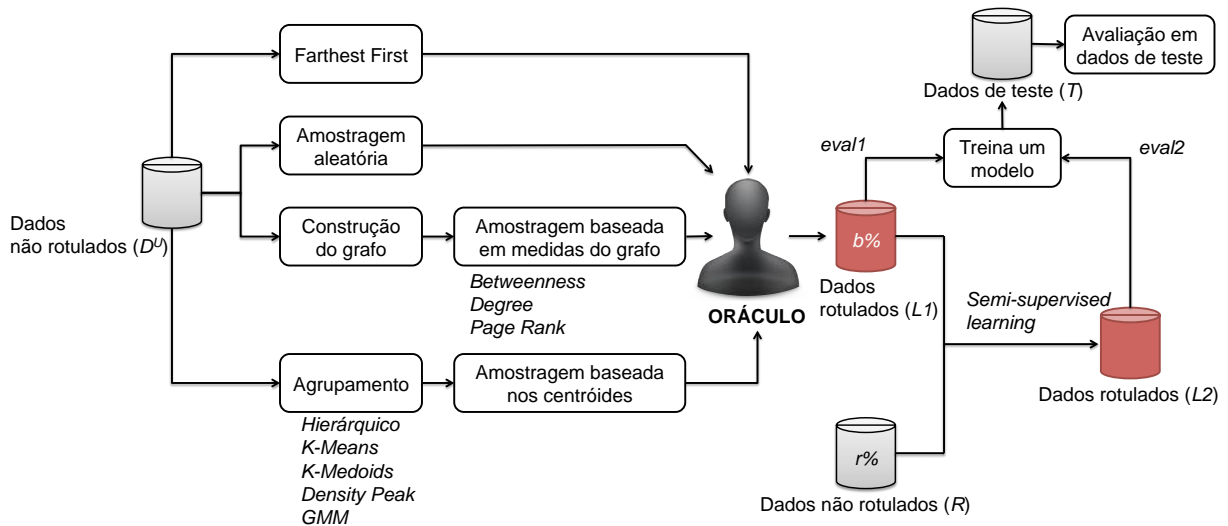 Farthest First
Amostragem
aleatória
Construção
do grafo
Amostragem baseada
em medidas do grafo
Betweenness
Degree
Page Rank
Dados
não rotulados (Dᵁ)
Agrupamento
Hierárquico
K-Means
K-Medoids
Density Peak
GMM
Amostragem baseada
nos centróides
ORÁCULO
b%
Dados
rotulados (L1)
eval1
Treina um
modelo
eval2
Dados de teste (T)
Avaliação em
dados de teste
Semi-supervised
learning
Dados rotulados (L2)
r%
Dados não rotulados (R)